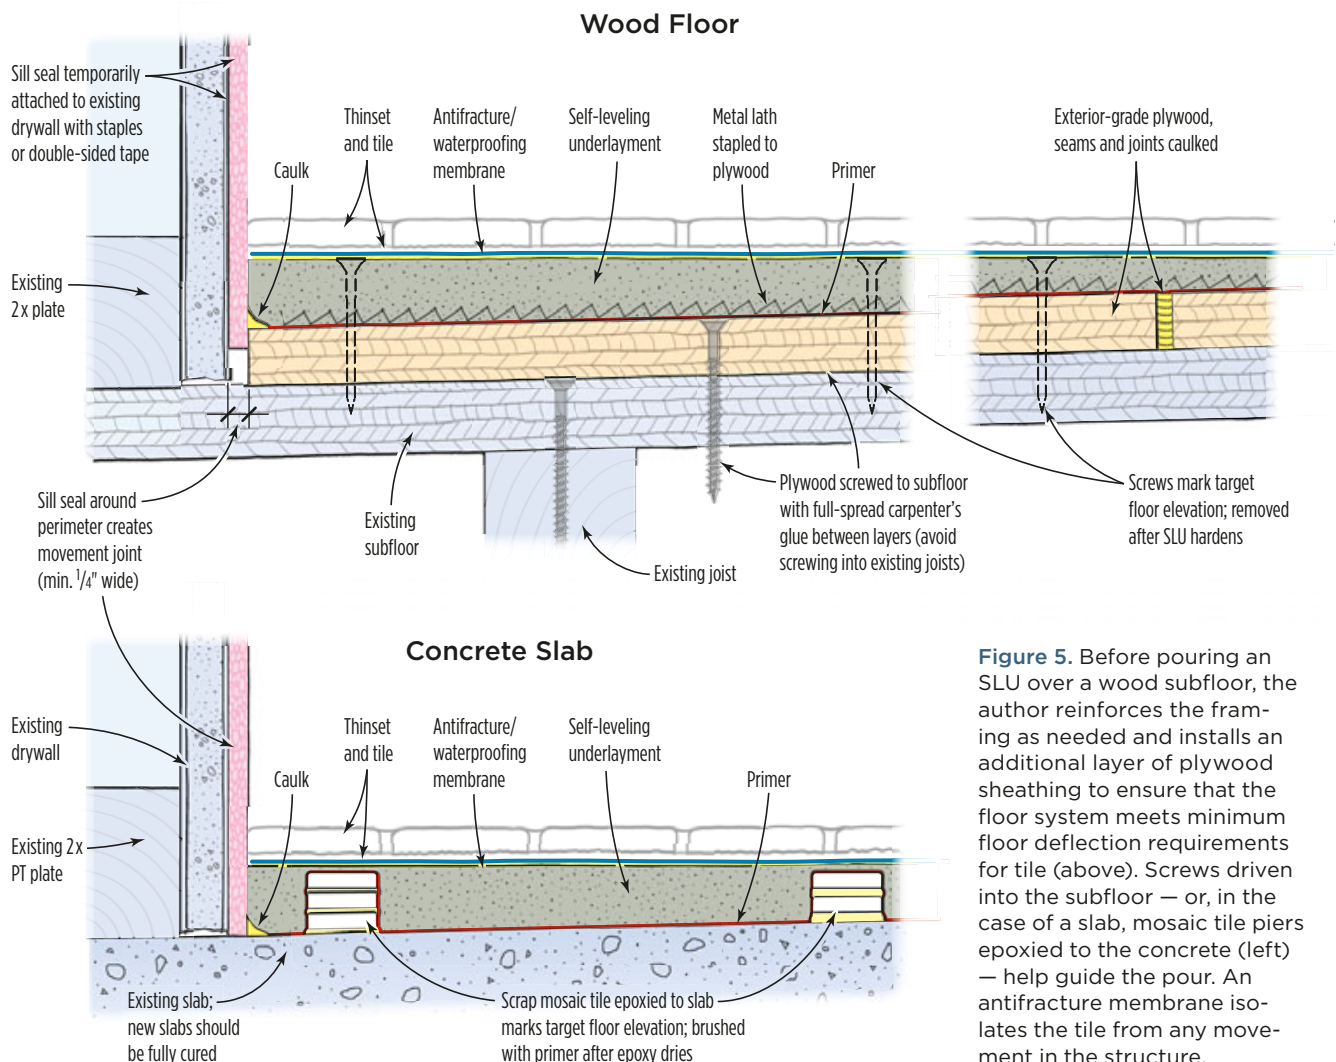 Wood Floor
Sill seal temporarily
attached to existing
drywall with staples
or double-sided tape
Caulk
Thinset
and tile
Antifracture/
waterproofing
membrane
Self-leveling
underlayment
Metal lath
stapled to
plywood
Primer
Exterior-grade plywood,
seams and joints caulked
Existing
2x plate
Sill seal around
perimeter creates
movement joint
(min. 1/4" wide)
Existing
subfloor
Existing joist
Plywood screwed to subfloor
with full-spread carpenter's
glue between layers (avoid
screwing into existing joists)
Screws mark target
floor elevation; removed
after SLU hardens
Concrete Slab
Existing
drywall
Caulk
Thinset
and tile
Antifracture/
waterproofing
membrane
Self-leveling
underlayment
Primer
Existing 2x
PT plate
Existing slab;
new slabs should
be fully cured
Scrap mosaic tile epoxied to slab
marks target floor elevation; brushed
with primer after epoxy dries
Figure 5. Before pouring an
SLU over a wood subfloor, the
author reinforces the fram-
ing as needed and installs an
additional layer of plywood
sheathing to ensure that the
floor system meets minimum
floor deflection requirements
for tile (above). Screws driven
into the subfloor — or, in the
case of a slab, mosaic tile piers
epoxied to the concrete (left)
— help guide the pour. An
antifracture membrane iso-
lates the tile from any move-
ment in the structure.